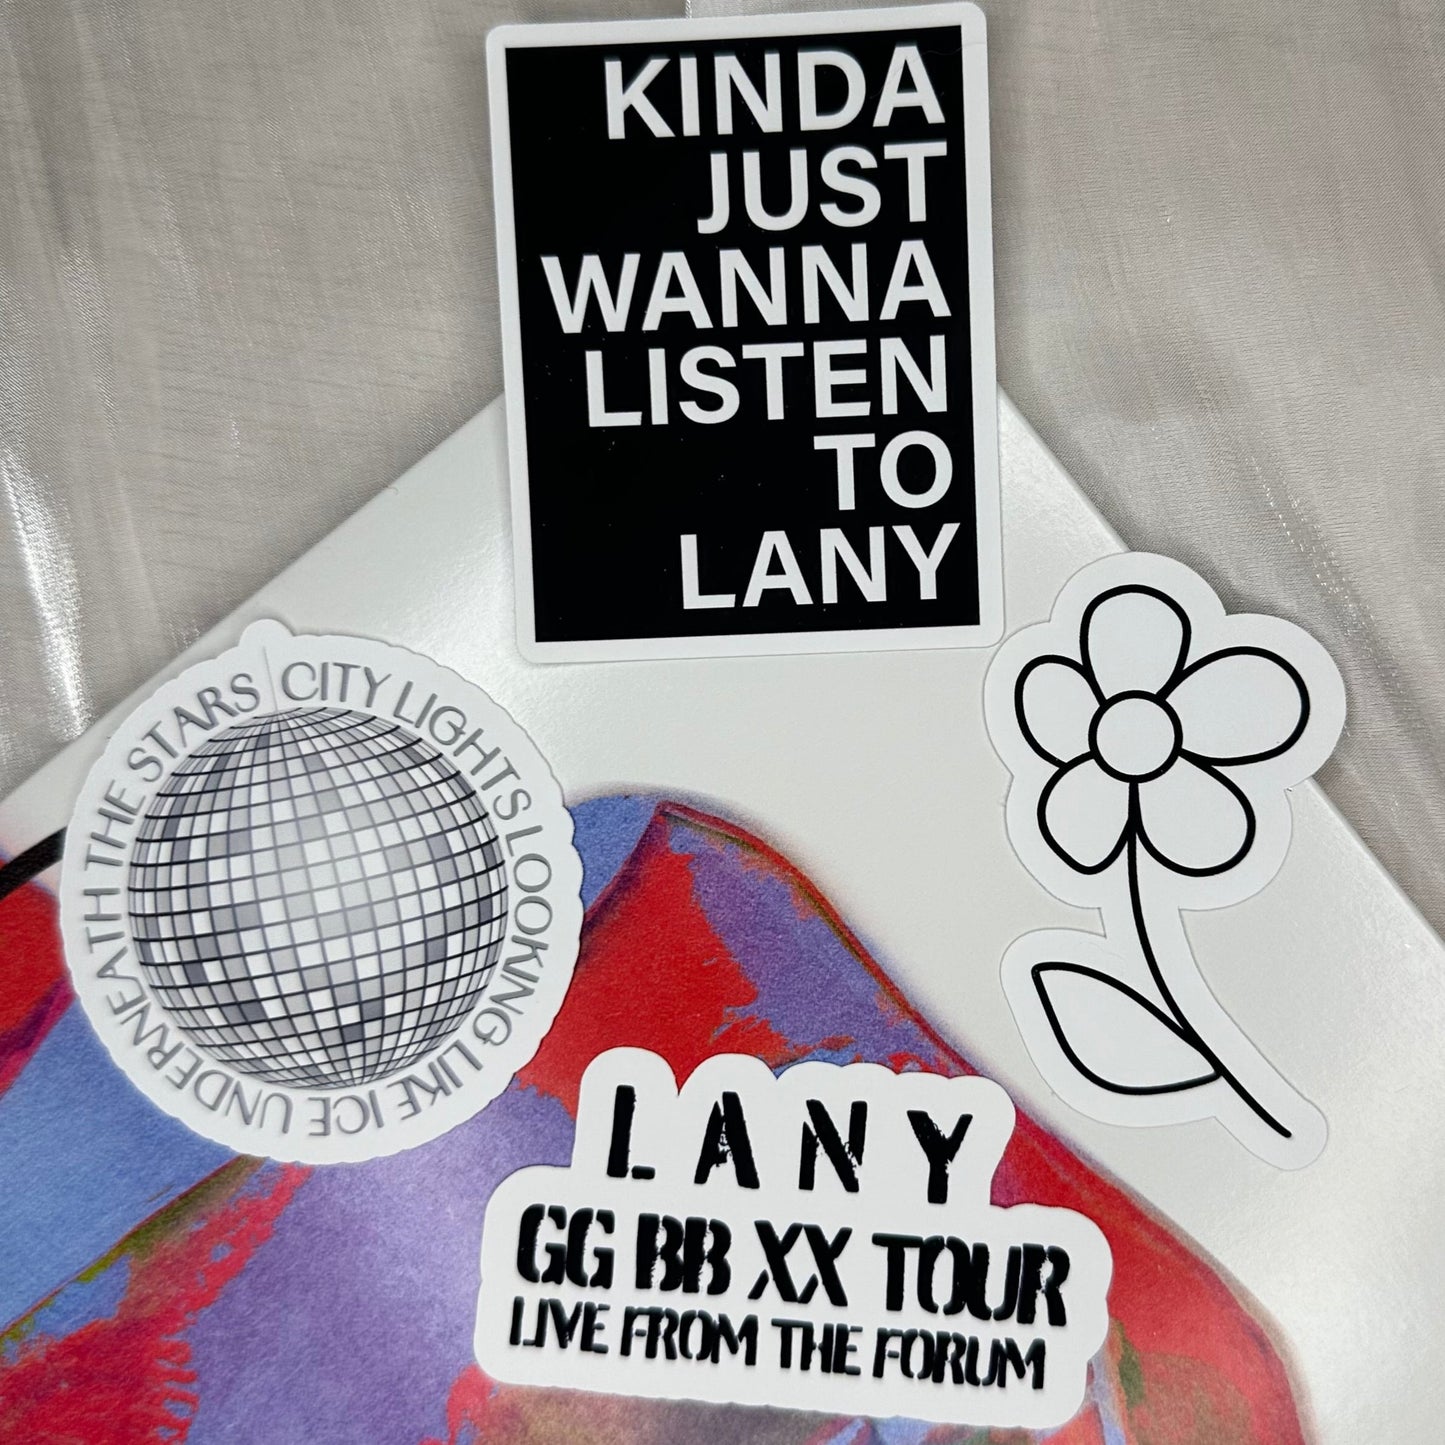 KINDA
JUST
WANNA
LISTEN
TO
LANY
CITY LIGHTS LOOKING LIKE ICE UNDERNEATH THE STARS
LANY
GG BB XX TOUR
LIVE FROM THE FORUM